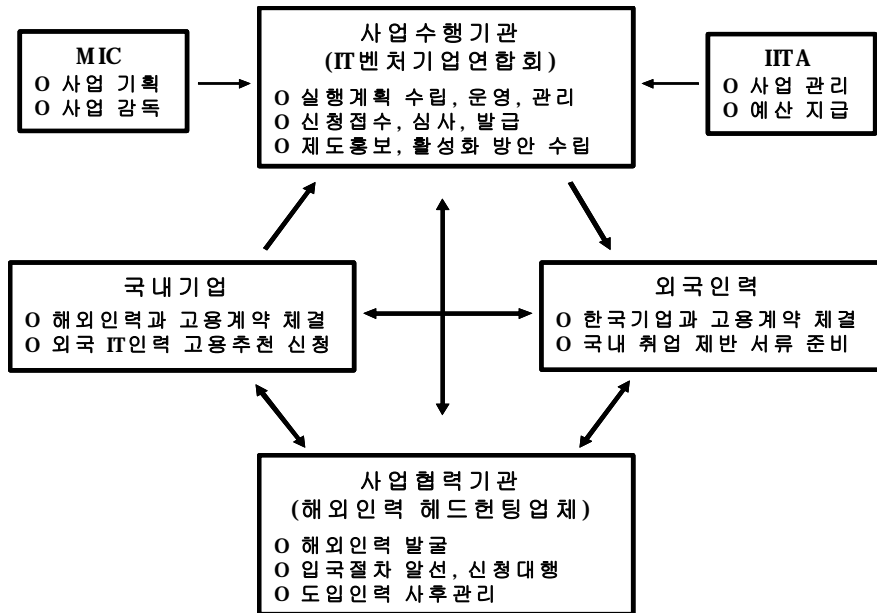 MIC
O 사업 기획
O 사업 감독
사업수행기관
(IT벤처기업연합회)
O 실행계획 수립, 운영, 관리
O 신청접수, 심사, 발급
O 제도홍보, 활성화 방안 수립
IITA
O 사업 관리
O 예산 지급
국내기업
O 해외인력과 고용계약 체결
O 외국 IT인력 고용추천 신청
외국인력
O 한국기업과 고용계약 체결
O 국내 취업 제반 서류 준비
사업협력기관
(해외인력 헤드헌팅업체)
O 해외인력 발굴
O 입국절차 알선, 신청대행
O 도입인력 사후관리